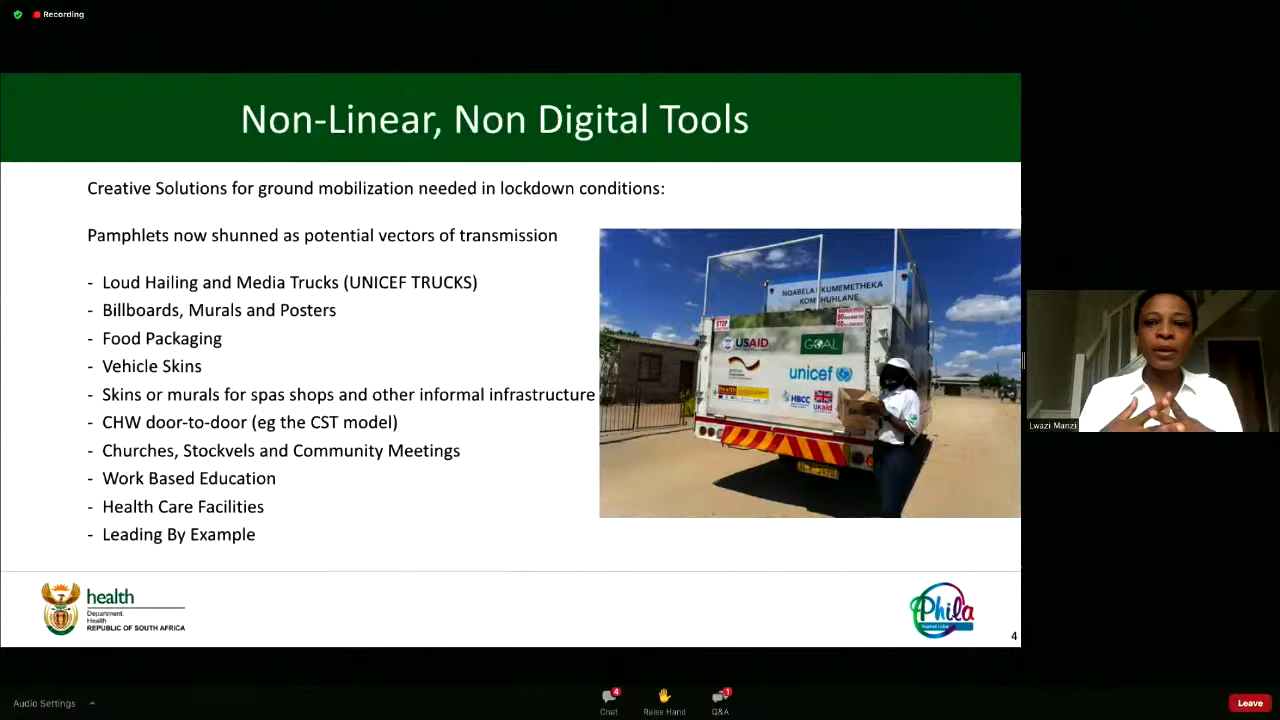 Recording
Non-Linear, Non Digital Tools
Creative Solutions for ground mobilization needed in lockdown conditions:
Pamphlets now shunned as potential vectors of transmission
- Loud Hailing and Media Trucks (UNICEF TRUCKS)
- Billboards, Murals and Posters
- Food Packaging
- Vehicle Skins
- Skins or murals for spas shops and other informal infrastructure
- CHW door-to-door (eg the CST model)
- Churches, Stockvels and Community Meetings
- Work Based Education
- Health Care Facilities
- Leading By Example
STOP
USAID
GOAL
unicef
HBCC
UKaid
Lwazi Manzi
health
Department:
Health
REPUBLIC OF SOUTH AFRICA
Phila
4
Audio Settings
4
Chat
Raise Hand
1
Q&A
Leave